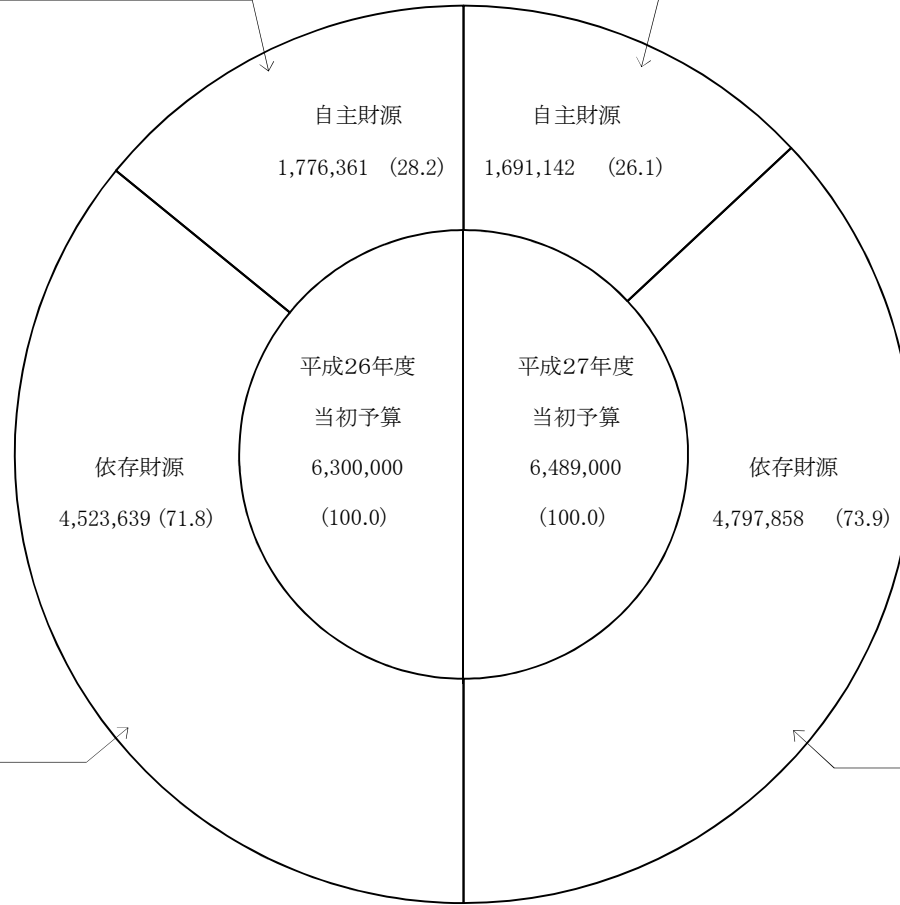 自主財源
1,776,361 (28.2)
自主財源
1,691,142 (26.1)
平成26年度
当初予算
6,300,000
(100.0)
平成27年度
当初予算
6,489,000
(100.0)
依存財源
4,523,639 (71.8)
依存財源
4,797,858 (73.9)